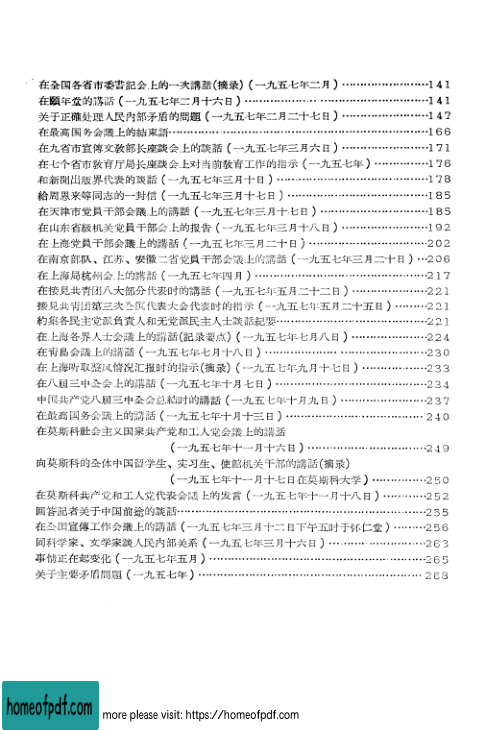 在全国各省市委書記会上的一次講話(摘录)(一九五七年二月)…………………141
在頤年堂的講話(一九五七年二月十六日)…………………………………141
关于正確处理人民內部矛盾的問題(一九五七年二月二十七日)……………147
在最高国务会議上的結束語……………………………………………………166
在九省市宣傳文敎部长座談会上的談話(一九五七年三月六日)……………171
在七个省市敎育厅局长座談会上对当前敎育工作的指示(一九五七年)………176
和新聞出版界代表的談話(一九五七年三月十日)……………………………178
給周恩来等同志的一封信(一九五七年三月十七日)…………………………185
在天津市党員干部会議上的講話(一九五七年三月十七日)…………………185
在山东省級机关党員干部会上的报告(一九五七年三月十八日)……………192
在上海党員干部会議上的講話(一九五七年三月二十日)……………………202
在南京部队、江苏、安徽二省党員干部会議上的講話(一九五七年三月二十日)…206
在上海局杭州会上的講話(一九五七年四月)…………………………………217
在接見共青团八大部分代表时的講話(一九五七年五月二十二日)……………221
接見共青团第三次全国代表大会代表时的指示(一九五七年五月二十五日)……221
約集各民主党派負責人和无党派民主人士談話紀要……………………………221
在上海各界人士会議上的講話(記录要点)(一九五七年七月八日)……………224
在靑島会議上的講話(一九五七年七月十八日)………………………………230
在上海听取整风情况汇报时的指示(摘录)(一九五七年九月十七日)…………233
在八届三中全会上的講話(一九五七年十月七日)……………………………234
中国共产党八届三中全会总結时的講話(一九五七年十月九日)………………237
在最高国务会議上的講話(一九五七年十月十三日)…………………………240
在莫斯科社会主义国家共产党和工人党会議上的講話
(一九五七年十一月十六日)……………………249
向莫斯科的全体中国留学生、实习生、使館机关干部的講話(摘录)
(一九五七年十一月十七日在莫斯科大学)…………250
在莫斯科共产党和工人党代表会議上的发言(一九五七年十一月十八日)………252
回答記者关于中国前途的談話…………………………………………………255
在全国宣傳工作会議上的講話(一九五七年三月十二日下午五时于怀仁堂)……256
同科学家、文学家談人民內部关系(一九五七年三月十六日)…………………263
事情正在起变化(一九五七年五月)……………………………………………265
关于主要矛盾問題(一九五七年)………………………………………………268
homeofpdf.com
more please visit: https://homeofpdf.com